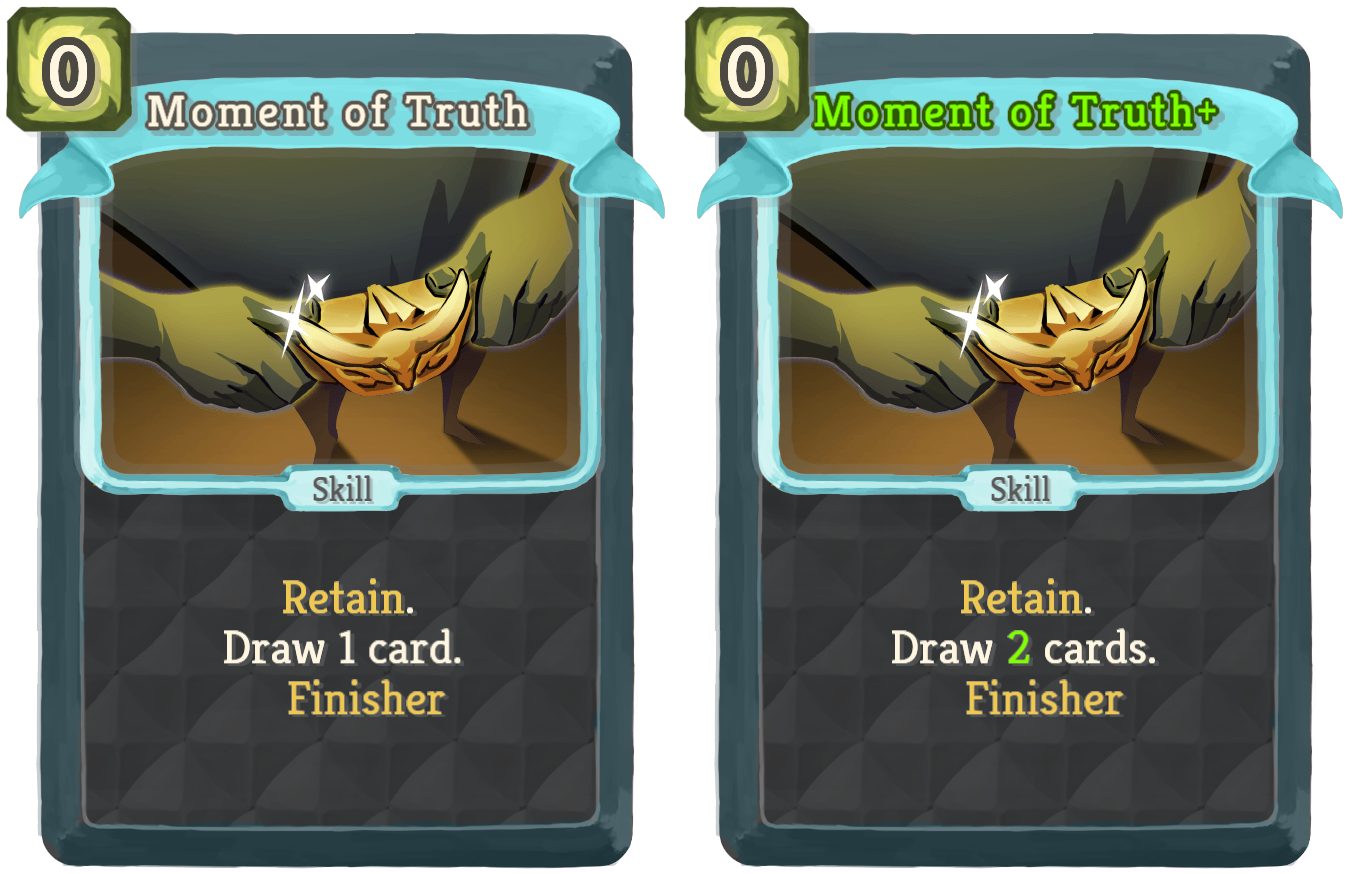 0
Moment of Truth
Skill
Retain.
Draw 1 card.
Finisher
0
Moment of Truth+
Skill
Retain.
Draw 2 cards.
Finisher